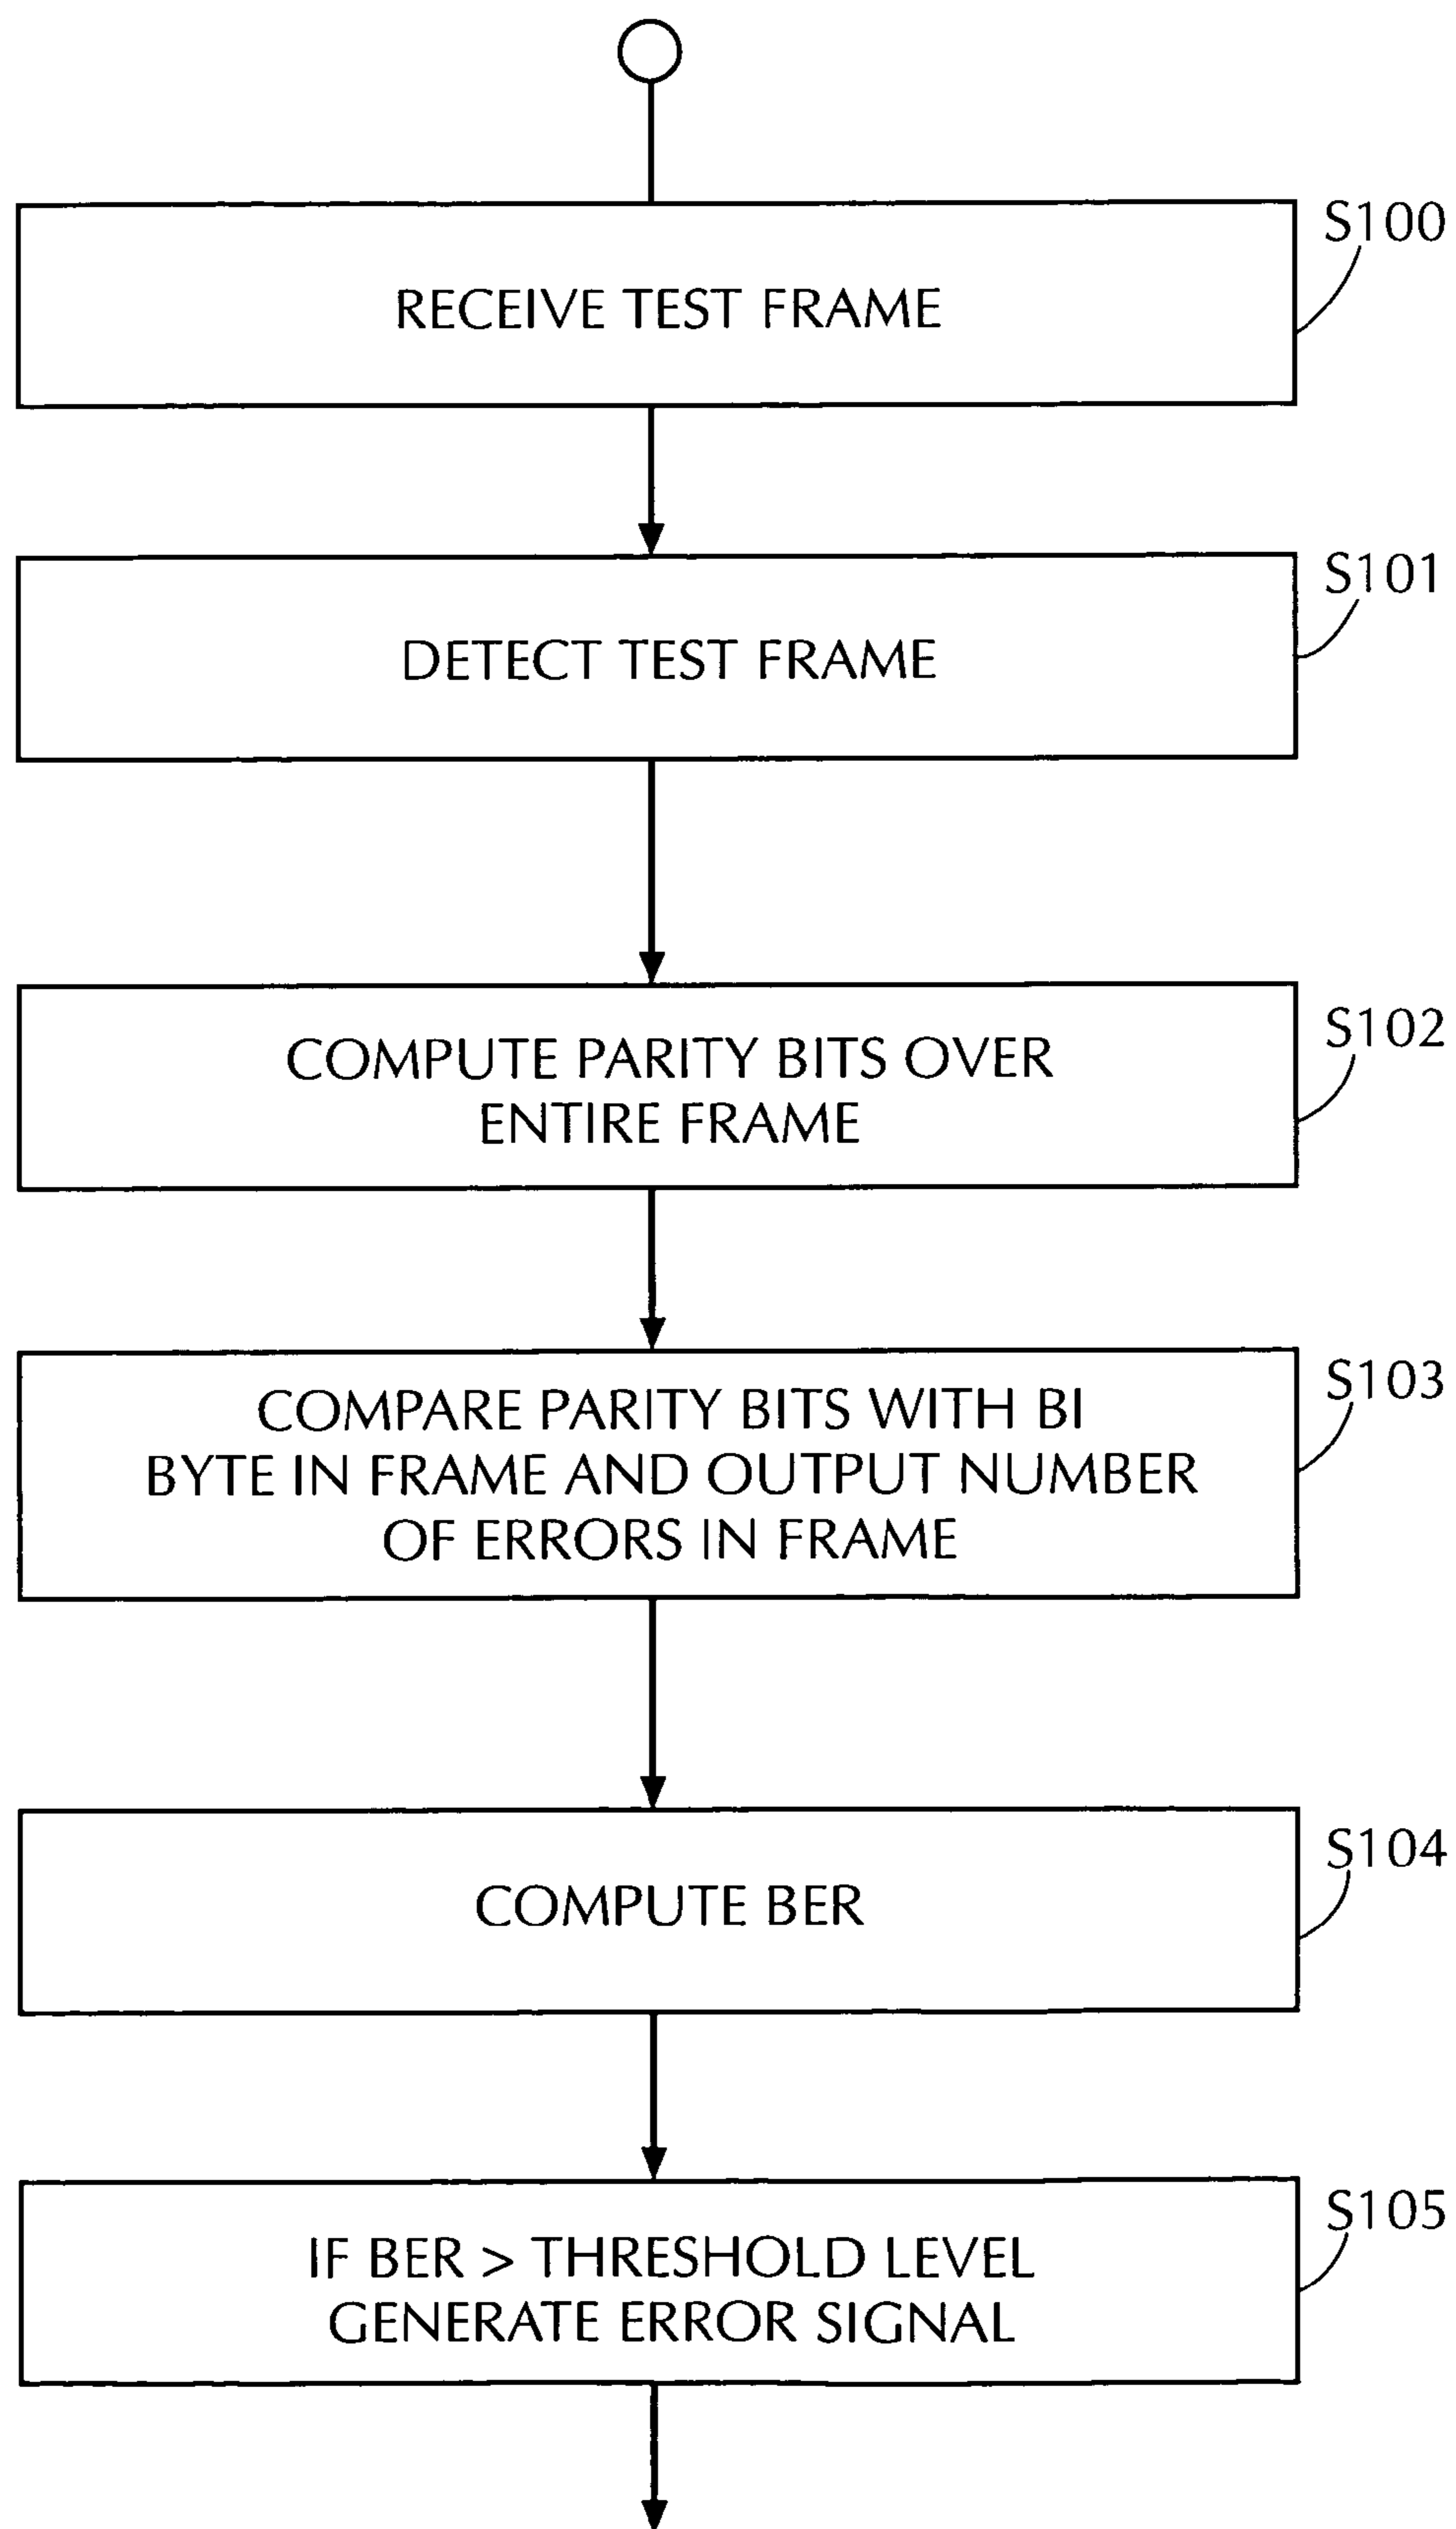 S100
RECEIVE TEST FRAME
S101
DETECT TEST FRAME
S102
COMPUTE PARITY BITS OVER
ENTIRE FRAME
S103
COMPARE PARITY BITS WITH BI
BYTE IN FRAME AND OUTPUT NUMBER
OF ERRORS IN FRAME
S104
COMPUTE BER
S105
IF BER > THRESHOLD LEVEL
GENERATE ERROR SIGNAL